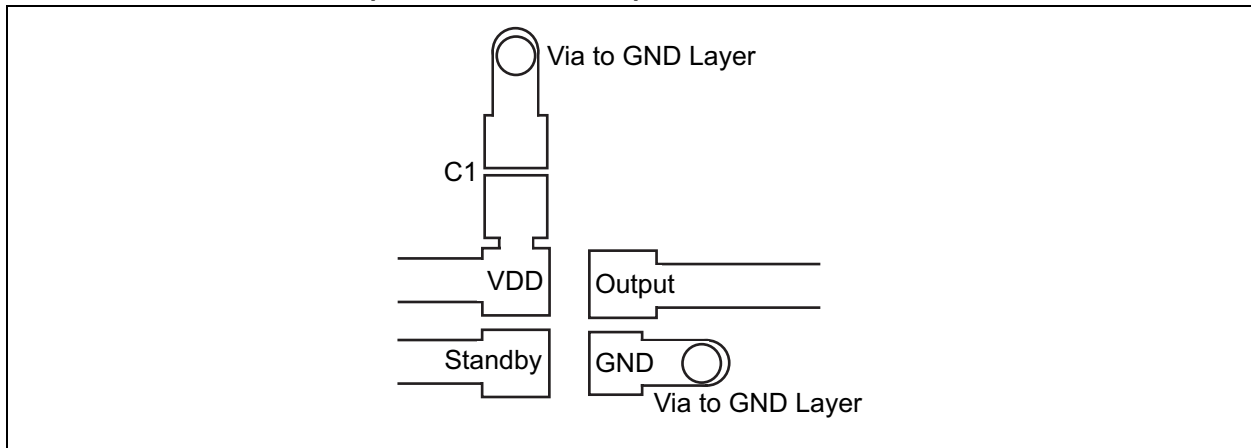 Via to GND Layer
C1
VDD
Output
Standby
GND
Via to GND Layer